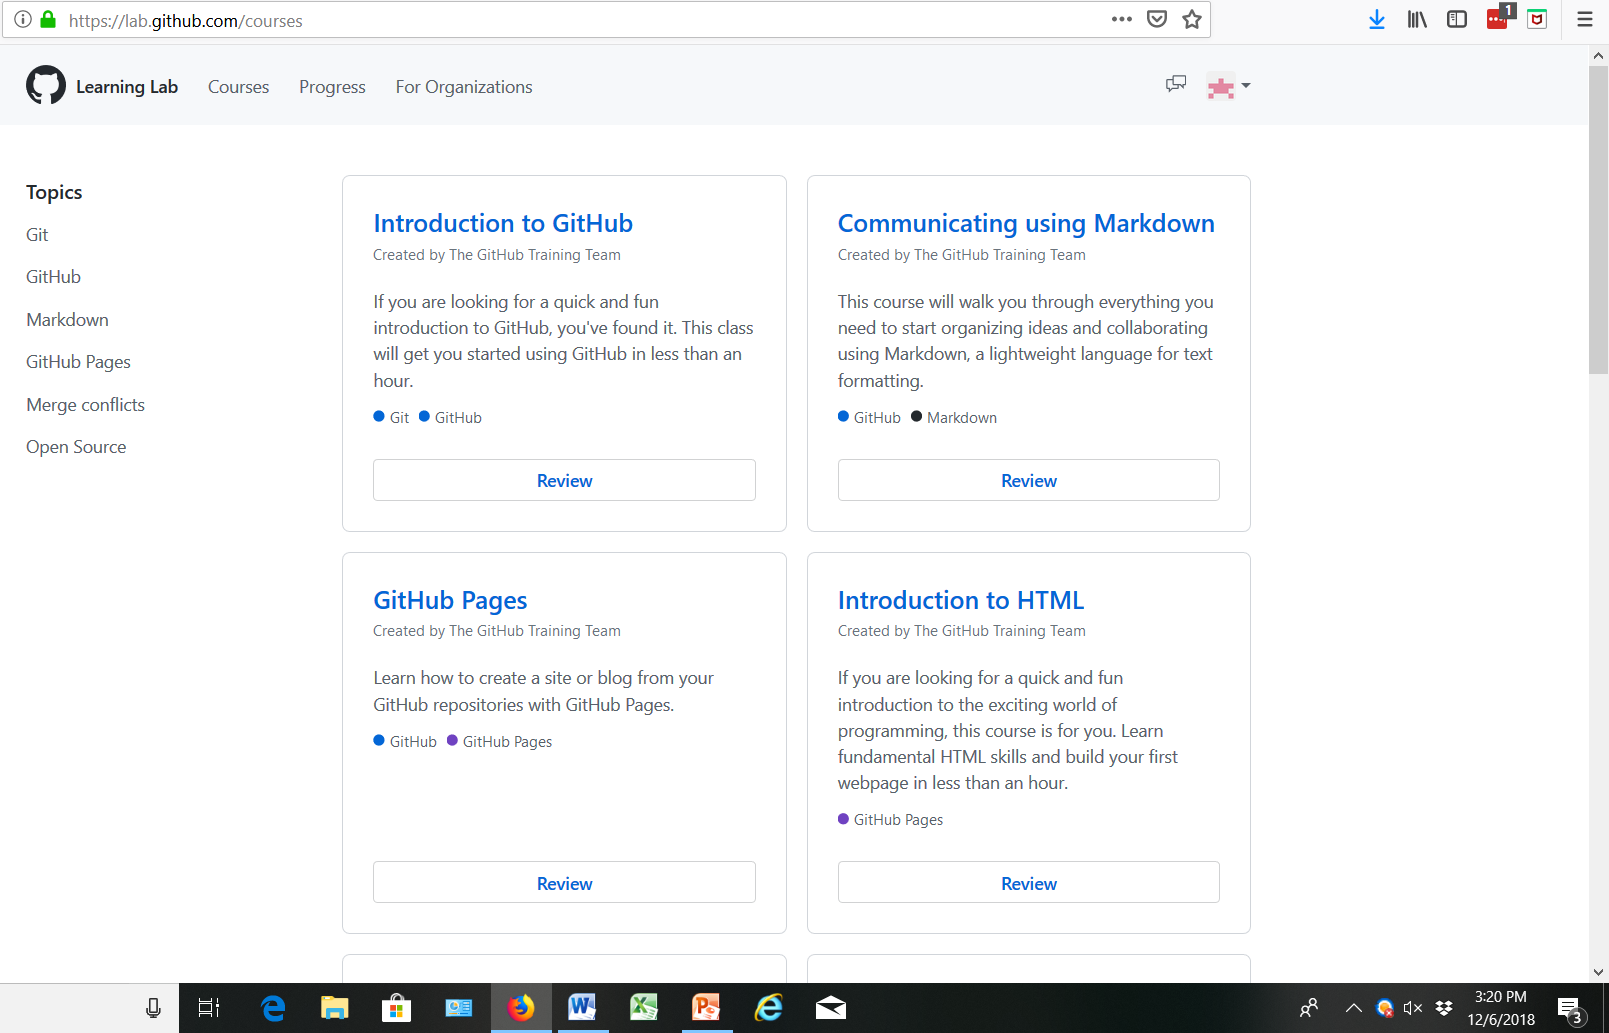 https://lab.github.com/courses
1
Learning Lab
Courses
Progress
For Organizations
Topics
Git
GitHub
Markdown
GitHub Pages
Merge conflicts
Open Source
Introduction to GitHub
Created by The GitHub Training Team
If you are looking for a quick and fun
introduction to GitHub, you've found it. This class
will get you started using GitHub in less than an
hour.
Git GitHub
Review
Communicating using Markdown
Created by The GitHub Training Team
This course will walk you through everything you
need to start organizing ideas and collaborating
using Markdown, a lightweight language for text
formatting.
GitHub Markdown
Review
GitHub Pages
Created by The GitHub Training Team
Learn how to create a site or blog from your
GitHub repositories with GitHub Pages.
GitHub GitHub Pages
Review
Introduction to HTML
Created by The GitHub Training Team
If you are looking for a quick and fun
introduction to the exciting world of
programming, this course is for you. Learn
fundamental HTML skills and build your first
webpage in less than an hour.
GitHub Pages
Review
3:20 PM
12/6/2018
3